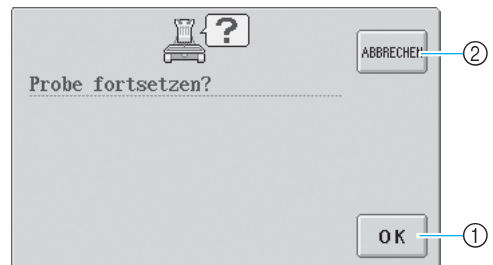 ?
ABBRECHEN
②
Probe fortsetzen?
OK
①